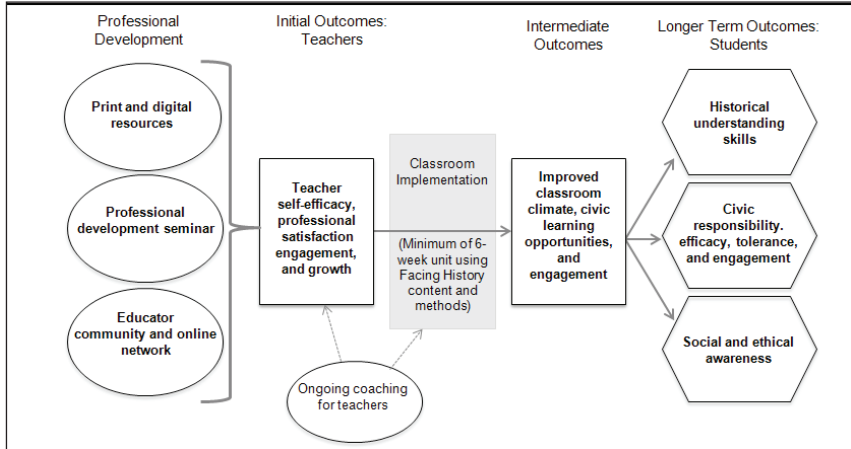 Professional
Development
Initial Outcomes:
Teachers
Intermediate
Outcomes
Longer Term Outcomes:
Students
Print and digital
resources
Professional
development seminar
Educator
community and online
network
Teacher
self-efficacy,
professional
satisfaction
engagement,
and growth
Classroom
Implementation
(Minimum of 6-
week unit using
Facing History
content and
methods)
Ongoing coaching
for teachers
Improved
classroom
climate, civic
learning
opportunities,
and
engagement
Historical
understanding
skills
Civic
responsibility.
efficacy, tolerance,
and engagement
Social and ethical
awareness